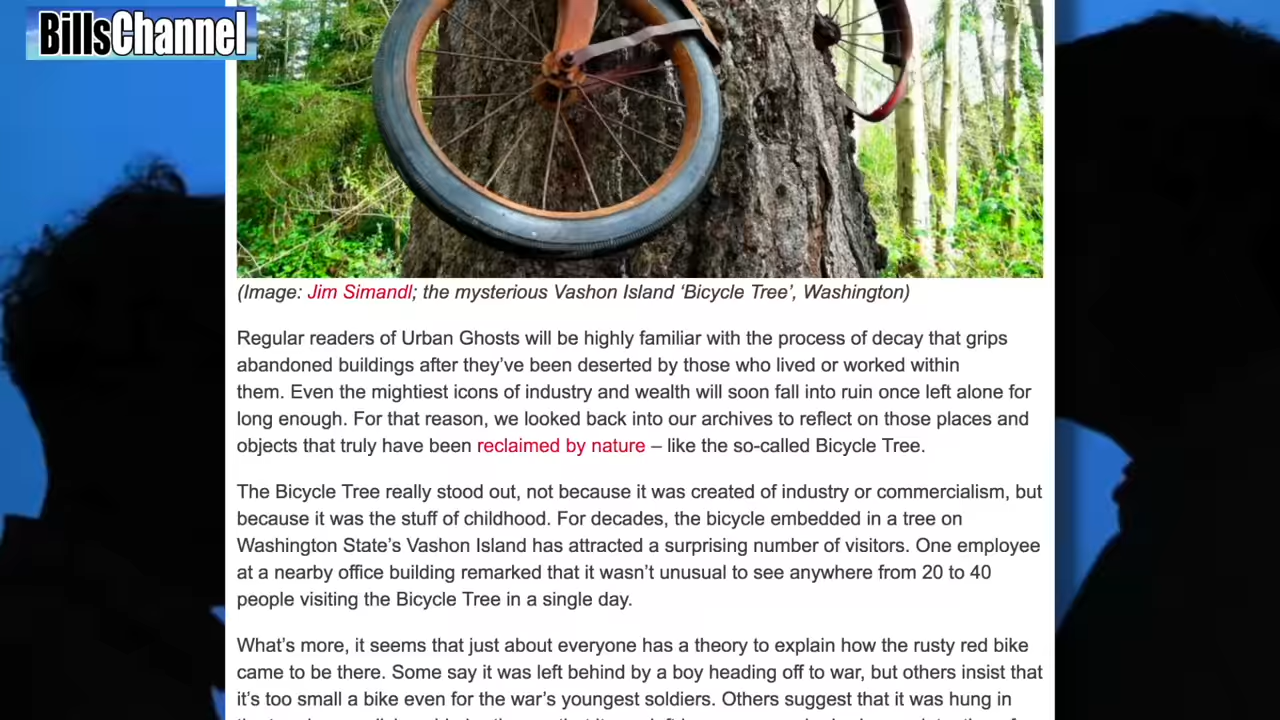 BillsChannel
(Image: Jim Simandl; the mysterious Vashon Island ‘Bicycle Tree’, Washington)
Regular readers of Urban Ghosts will be highly familiar with the process of decay that grips
abandoned buildings after they’ve been deserted by those who lived or worked within
them. Even the mightiest icons of industry and wealth will soon fall into ruin once left alone for
long enough. For that reason, we looked back into our archives to reflect on those places and
objects that truly have been reclaimed by nature – like the so-called Bicycle Tree.
The Bicycle Tree really stood out, not because it was created of industry or commercialism, but
because it was the stuff of childhood. For decades, the bicycle embedded in a tree on
Washington State’s Vashon Island has attracted a surprising number of visitors. One employee
at a nearby office building remarked that it wasn’t unusual to see anywhere from 20 to 40
people visiting the Bicycle Tree in a single day.
What’s more, it seems that just about everyone has a theory to explain how the rusty red bike
came to be there. Some say it was left behind by a boy heading off to war, but others insist that
it’s too small a bike even for the war’s youngest soldiers. Others suggest that it was hung in